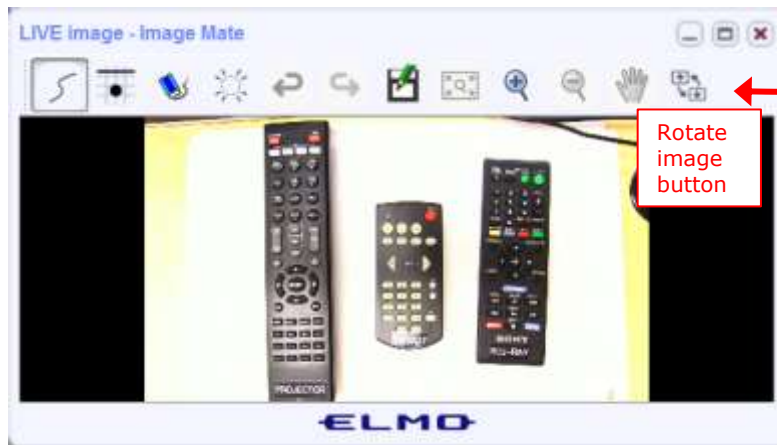 LIVE image - Image Mate
Rotate
image
button
PROJECTOR
SONY
ELMO